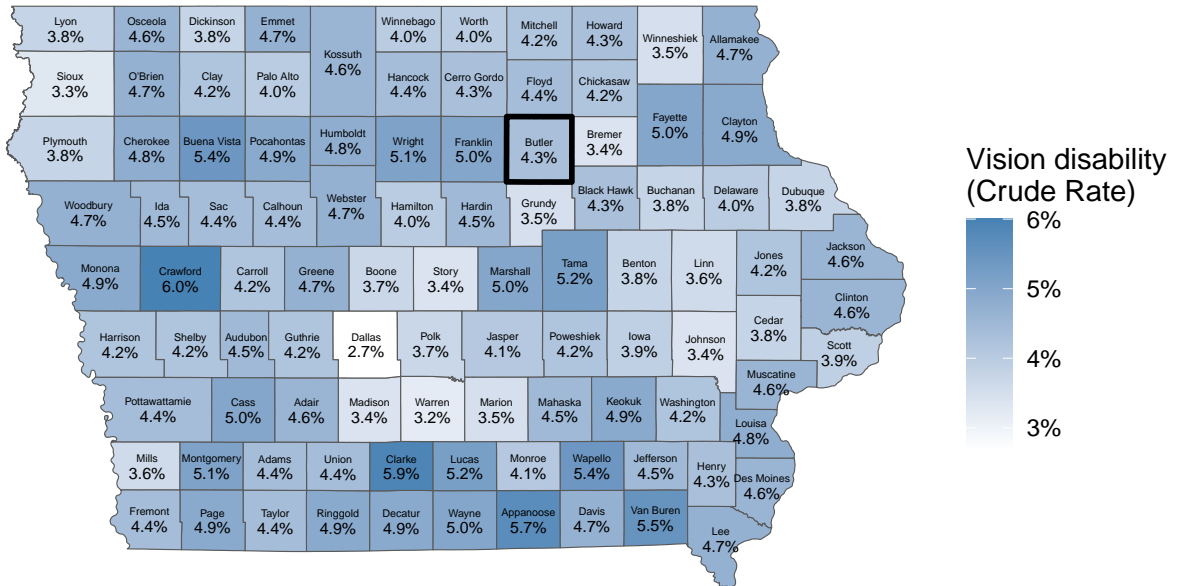 Lyon
3.8%
Osceola
4.6%
Dickinson
3.8%
Emmet
4.7%
Winnebago
4.0%
Worth
4.0%
Mitchell
4.2%
Howard
4.3%
Winneshiek
3.5%
Allamakee
4.7%
Kossuth
4.6%
Sioux
3.3%
O'Brien
4.7%
Clay
4.2%
Palo Alto
4.0%
Hancock
4.4%
Cerro Gordo
4.3%
Floyd
4.4%
Chickasaw
4.2%
Fayette
5.0%
Clayton
4.9%
Plymouth
3.8%
Cherokee
4.8%
Buena Vista
5.4%
Pocahontas
4.9%
Humboldt
4.8%
Wright
5.1%
Franklin
5.0%
Butler
4.3%
Bremer
3.4%
Woodbury
4.7%
Ida
4.5%
Sac
4.4%
Calhoun
4.4%
Webster
4.7%
Hamilton
4.0%
Hardin
4.5%
Grundy
3.5%
Black Hawk
4.3%
Buchanan
3.8%
Delaware
4.0%
Dubuque
3.8%
Monona
4.9%
Crawford
6.0%
Carroll
4.2%
Greene
4.7%
Boone
3.7%
Story
3.4%
Marshall
5.0%
Tama
5.2%
Benton
3.8%
Linn
3.6%
Jones
4.2%
Jackson
4.6%
Clinton
4.6%
Harrison
4.2%
Shelby
4.2%
Audubon
4.5%
Guthrie
4.2%
Dallas
2.7%
Polk
3.7%
Jasper
4.1%
Poweshiek
4.2%
Iowa
3.9%
Johnson
3.4%
Cedar
3.8%
Scott
3.9%
Muscatine
4.6%
Pottawattamie
4.4%
Cass
5.0%
Adair
4.6%
Madison
3.4%
Warren
3.2%
Marion
3.5%
Mahaska
4.5%
Keokuk
4.9%
Washington
4.2%
Louisa
4.8%
Mills
3.6%
Montgomery
5.1%
Adams
4.4%
Union
4.4%
Clarke
5.9%
Lucas
5.2%
Monroe
4.1%
Wapello
5.4%
Jefferson
4.5%
Henry
4.3%
Des Moines
4.6%
Fremont
4.4%
Page
4.9%
Taylor
4.4%
Ringgold
4.9%
Decatur
4.9%
Wayne
5.0%
Appanoose
5.7%
Davis
4.7%
Van Buren
5.5%
Lee
4.7%
Vision disability
(Crude Rate)
6%
5%
4%
3%